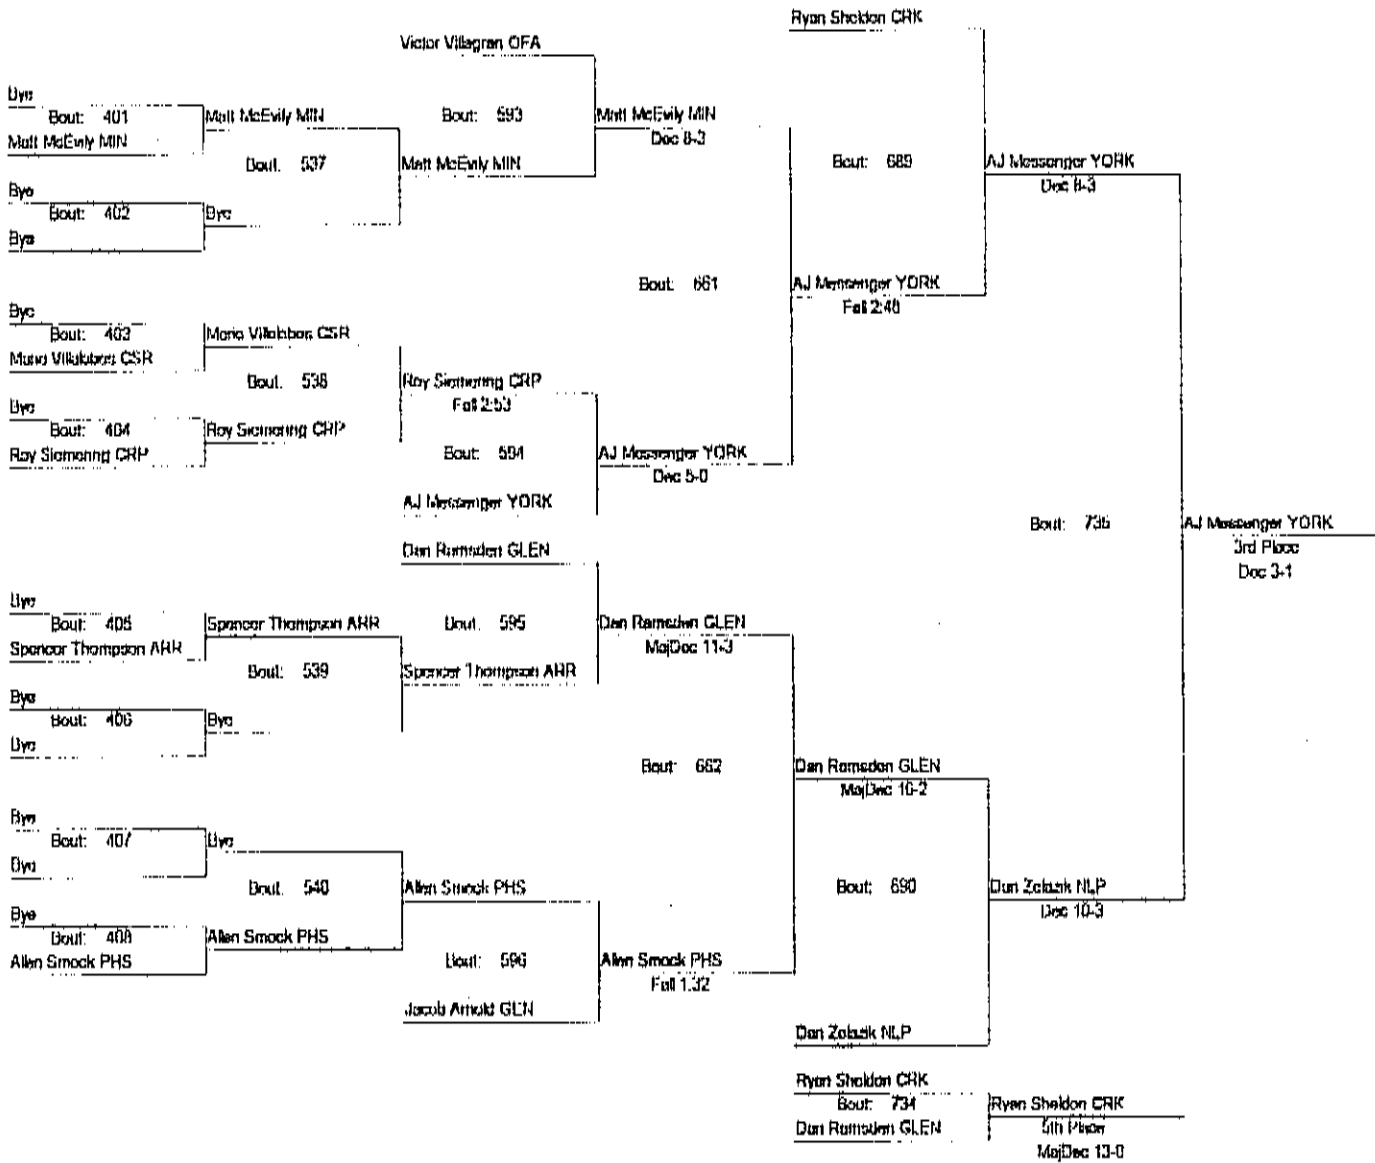 Ryan Sheldon CRK
Victor Villagran OFA
Bye
Bout: 401
Matt McEvily MIN
Matt McEvily MIN
Bout: 537
Bye
Bout: 402
Bye
Bye
Bout: 593
Matt McEvily MIN
Matt McEvily MIN
Dec 8-3
Bout: 689
AJ Messenger YORK
Dec 8-3
Bout: 661
AJ Messenger YORK
Fall 2:48
Bye
Bout: 403
Mario Villalobos CSR
Mario Villalobos CSR
Bout: 538
Bye
Bout: 404
Ray Siemering CRP
Ray Siemering CRP
Ray Siemering CRP
Fall 2:53
Bout: 594
AJ Messenger YORK
AJ Messenger YORK
Dec 5-0
Bout: 735
AJ Messenger YORK
3rd Place
Dec 3-1
Dan Ramsden GLEN
Bye
Bout: 405
Spencer Thompson ARR
Spencer Thompson ARR
Bout: 539
Bye
Bout: 406
Bye
Bye
Bout: 595
Spencer Thompson ARR
Dan Ramsden GLEN
MajDec 11-3
Bout: 662
Dan Ramsden GLEN
MajDec 10-2
Bye
Bout: 407
Bye
Bye
Bout: 540
Bye
Bout: 408
Allen Smock PHS
Allen Smock PHS
Allen Smock PHS
Bout: 596
Jacob Arnold GLEN
Allen Smock PHS
Fall 1:32
Bout: 690
Dan NLP
Dec 10-3
Dan NLP
Ryan Sheldon CRK
Bout: 734
Dan Ramsden GLEN
Ryan Sheldon CRK
5th Place
MajDec 13-0